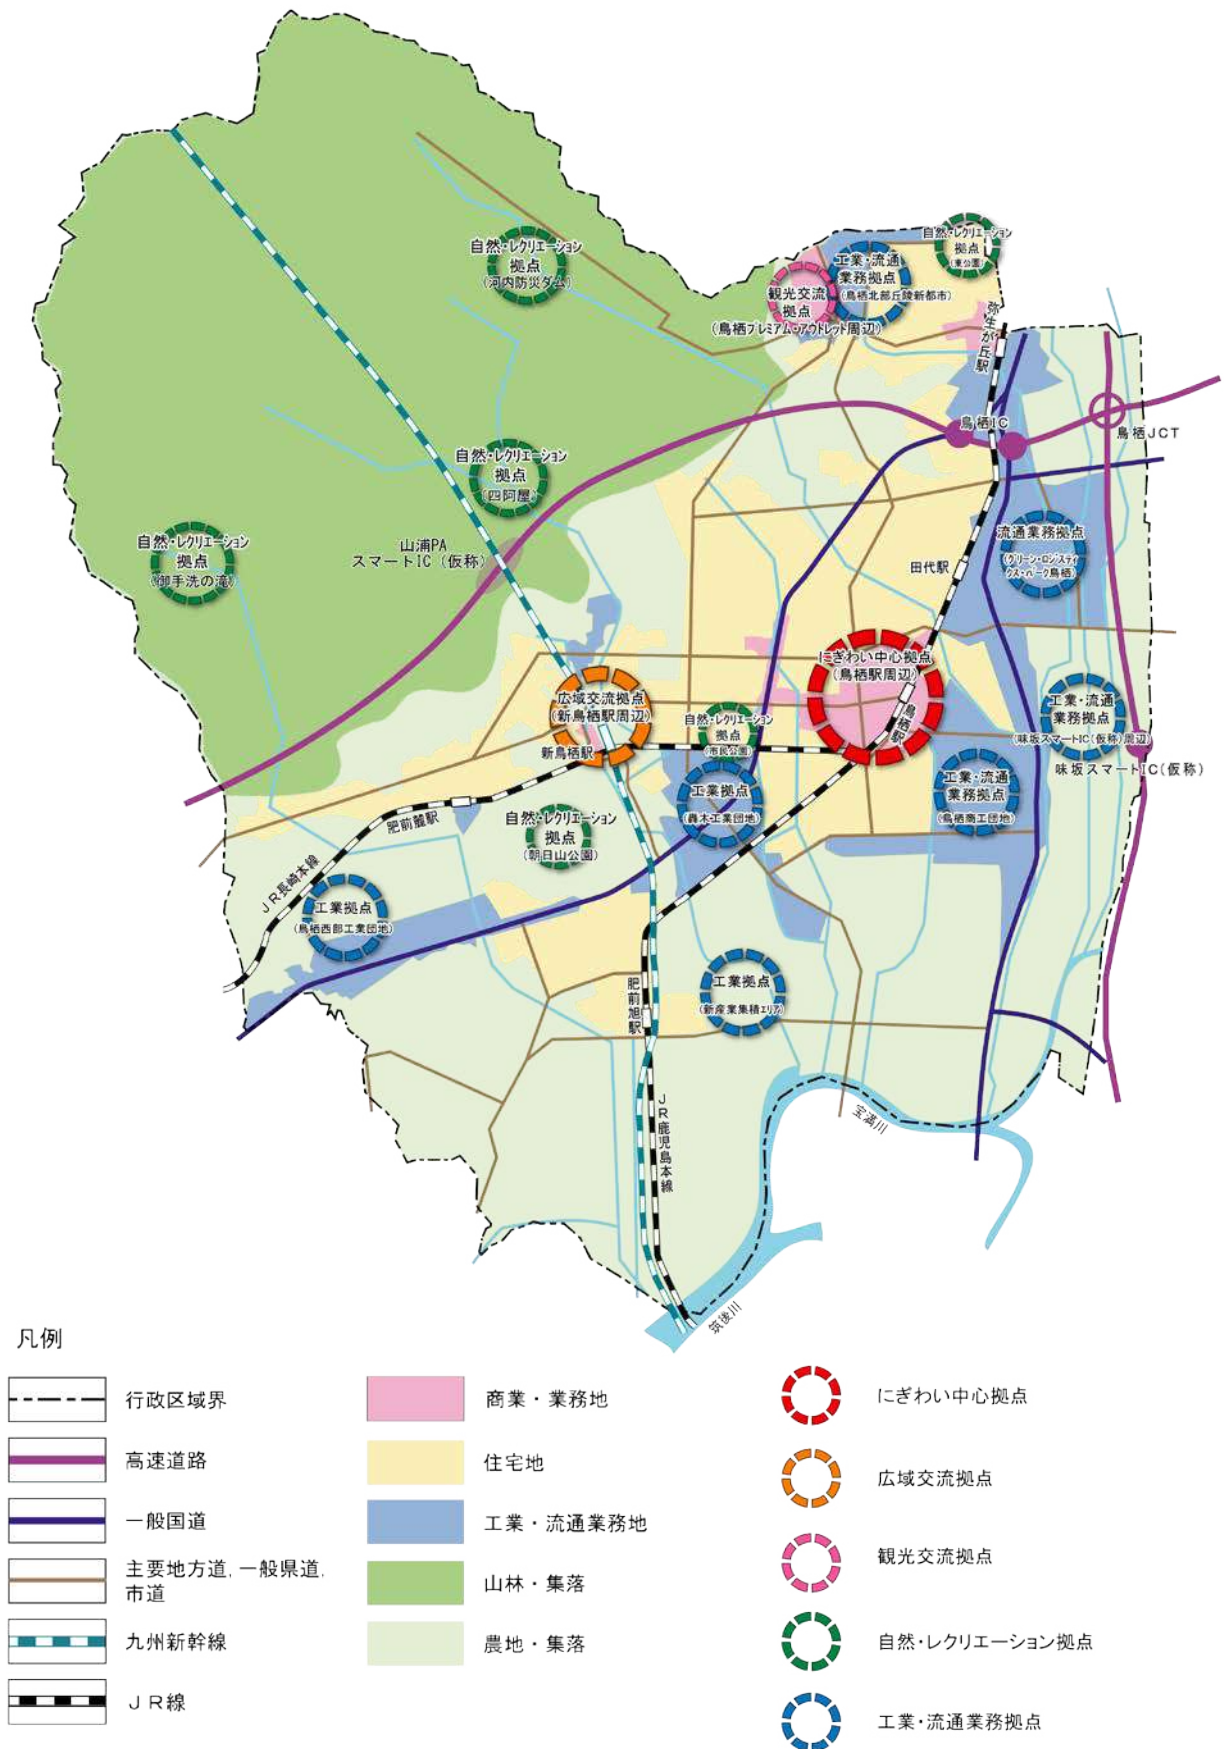 自然・レクリエーション
拠点
(東公園)
自然・レクリエーション
拠点
(河内防災ダム)
工業・流通
業務拠点
(鳥栖北部丘陵新都市)
観光交流
拠点
(鳥栖プレミアム・アウトレット周辺)
弥生が丘駅
鳥栖IC
鳥栖JCT
自然・レクリエーション
拠点
(四阿屋)
自然・レクリエーション
拠点
(御手洗の滝)
山浦PA
スマートIC(仮称)
流通業務拠点
(グリーン・ロジスティ
クス・パーク鳥栖)
田代駅
にぎわい中心拠点
(鳥栖駅周辺)
鳥栖駅
広域交流拠点
(新鳥栖駅周辺)
新鳥栖駅
自然・レクリエーション
拠点
(市民公園)
工業・流通
業務拠点
(味坂スマートIC(仮称)周辺)
味坂スマートIC(仮称)
工業・流通
業務拠点
(鳥栖商工団地)
工業拠点
(轟木工業団地)
肥前麓駅
自然・レクリエーション
拠点
(朝日山公園)
JR長崎本線
工業拠点
(鳥栖西部工業団地)
工業拠点
(新産業集積エリア)
肥前旭駅
JR鹿児島本線
宝満川
筑後川
凡例
行政区域界
高速道路
一般国道
主要地方道,一般県道,
市道
九州新幹線
JR線
商業・業務地
住宅地
工業・流通業務地
山林・集落
農地・集落
にぎわい中心拠点
広域交流拠点
観光交流拠点
自然・レクリエーション拠点
工業・流通業務拠点